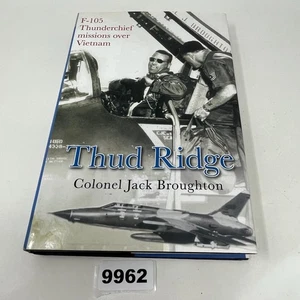 F-105
Thunderchief
missions over
Vietnam
Thud Ridge
Colonel Jack Broughton
9962